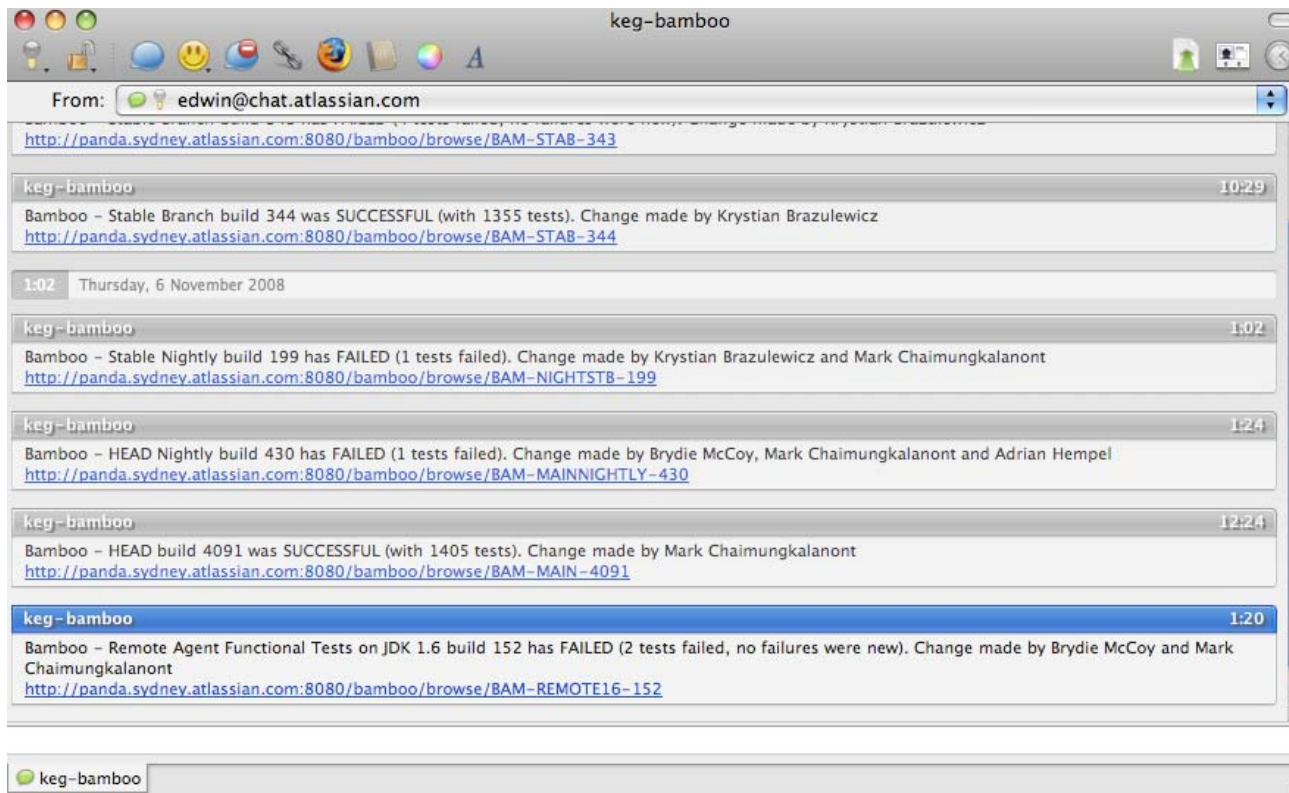 keg-bamboo
From: edwin@chat.atlassian.com
http://panda.sydney.atlassian.com:8080/bamboo/browse/BAM-STAB-343
keg-bamboo 10:29
Bamboo – Stable Branch build 344 was SUCCESSFUL (with 1355 tests). Change made by Krystian Brazulewicz
http://panda.sydney.atlassian.com:8080/bamboo/browse/BAM-STAB-344
1:02 Thursday, 6 November 2008
keg-bamboo 1:02
Bamboo – Stable Nightly build 199 has FAILED (1 tests failed). Change made by Krystian Brazulewicz and Mark Chaimungkalanont
http://panda.sydney.atlassian.com:8080/bamboo/browse/BAM-NIGHTSTB-199
keg-bamboo 1:24
Bamboo – HEAD Nightly build 430 has FAILED (1 tests failed). Change made by Brydie McCoy, Mark Chaimungkalanont and Adrian Hempel
http://panda.sydney.atlassian.com:8080/bamboo/browse/BAM-MAINNIGHTLY-430
keg-bamboo 12:24
Bamboo – HEAD build 4091 was SUCCESSFUL (with 1405 tests). Change made by Mark Chaimungkalanont
http://panda.sydney.atlassian.com:8080/bamboo/browse/BAM-MAIN-4091
keg-bamboo 1:20
Bamboo – Remote Agent Functional Tests on JDK 1.6 build 152 has FAILED (2 tests failed, no failures were new). Change made by Brydie McCoy and Mark
Chaimungkalanont
http://panda.sydney.atlassian.com:8080/bamboo/browse/BAM-REMOTE16-152
keg-bamboo